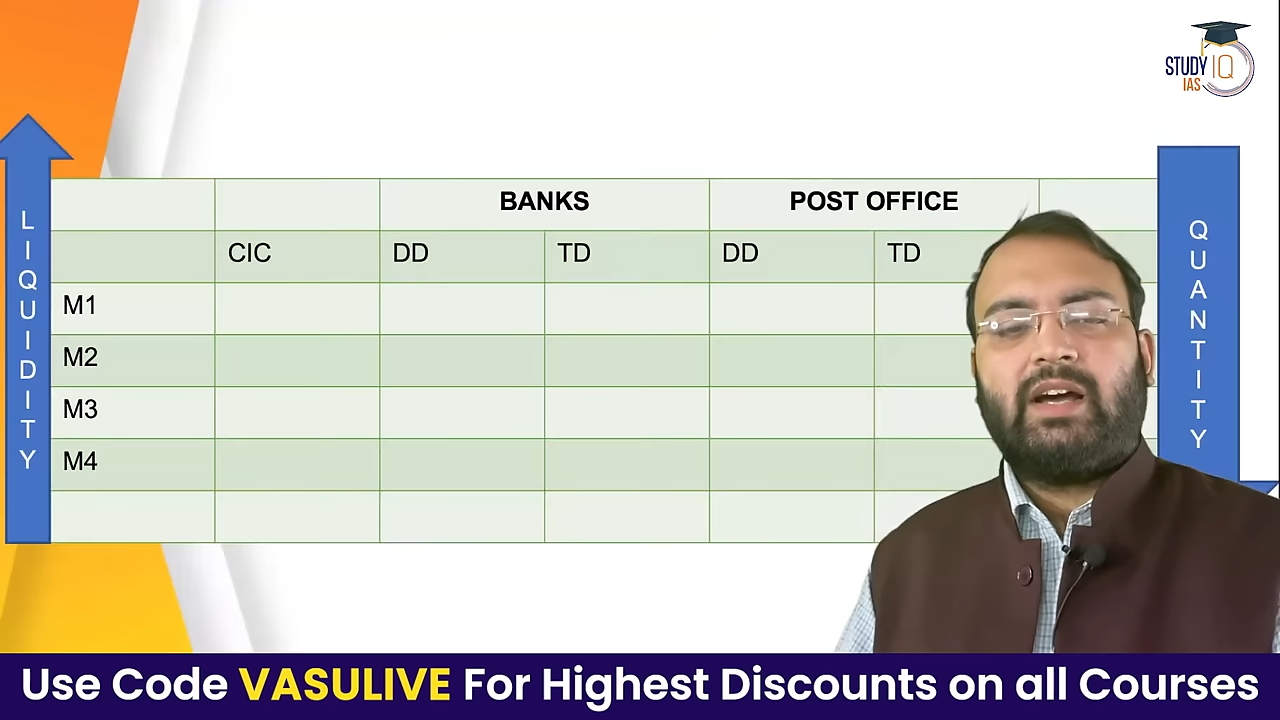 STUDY IQ
IAS
BANKS POST OFFICE
CIC DD TD DD TD
M1
M2
M3
M4
LIQUIDITY
QUANTITY
Use Code VASULIVE For Highest Discounts on all Courses